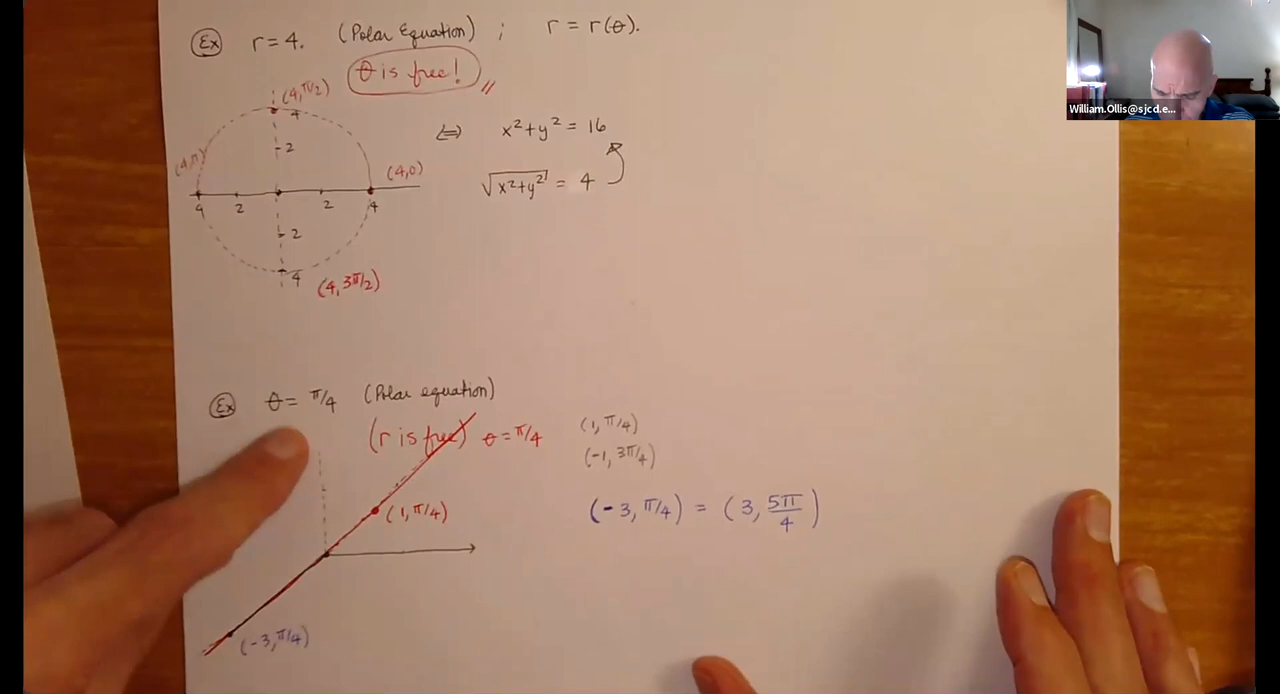 Ex r = 4. (Polar Equation) ; r = r(θ).
θ is free!
(4, π/2)
4
2
x² + y² = 16
⇔
(4, π)
(4, 0)
√x² + y² = 4
4 2 2 4
2
4
(4, 3π/2)
Ex θ = π/4 (Polar equation)
(r is free) θ = π/4
(1, π/4)
(-1, 3π/4)
(1, π/4)
(-3, π/4) = (3, 5π/4)
(-3, π/4)
William.Ollis@sjcd.e...